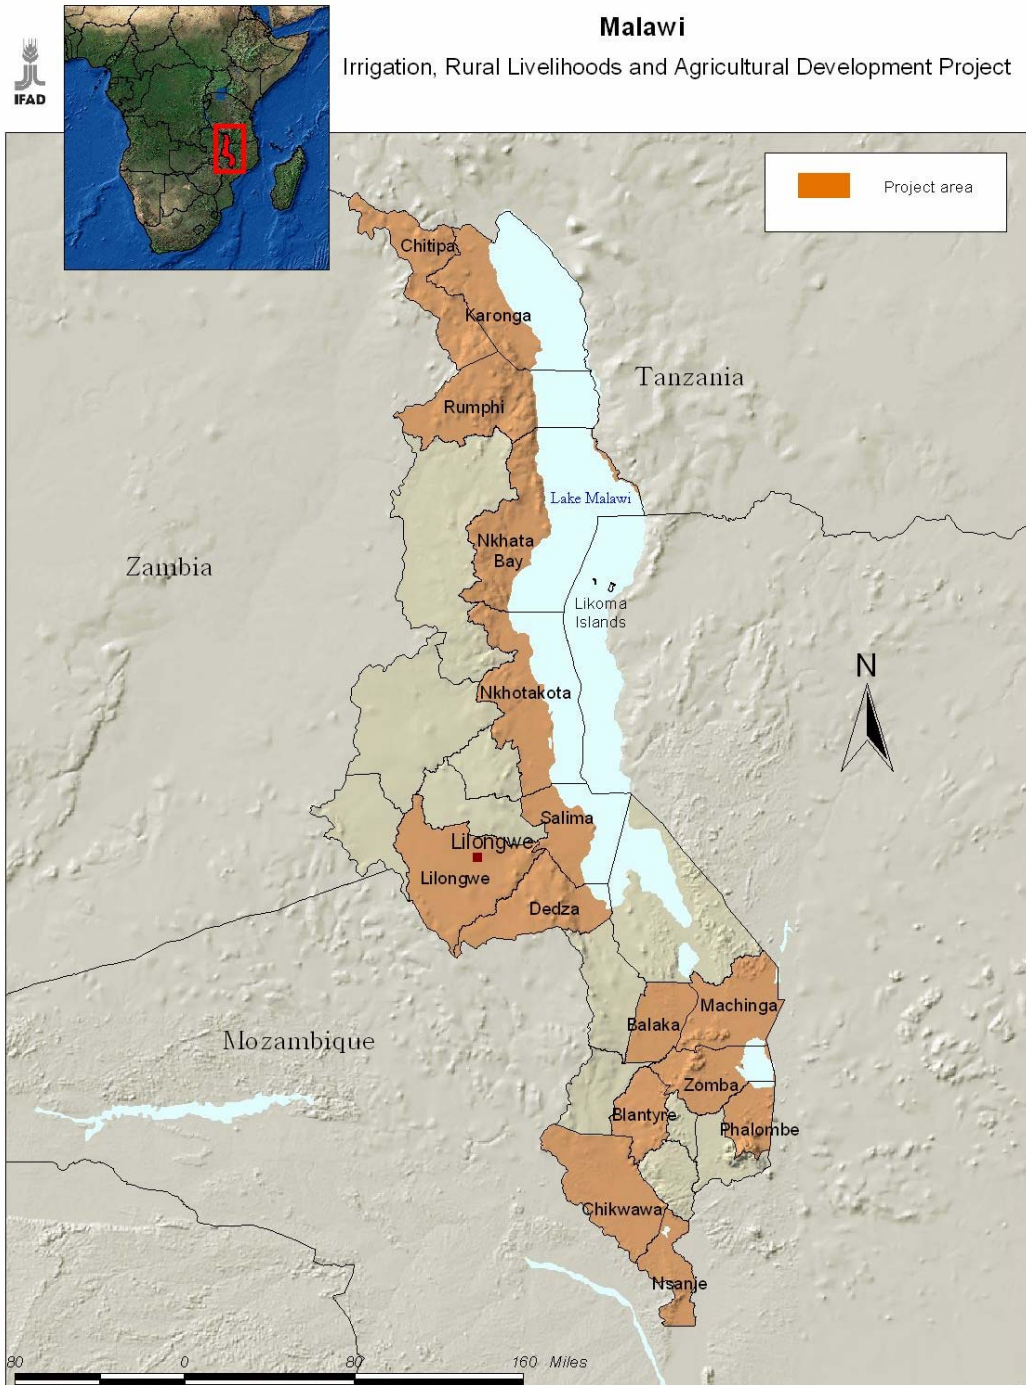 Malawi
Irrigation, Rural Livelihoods and Agricultural Development Project
IFAD
Project area
Chitipa
Karonga
Tanzania
Rumphi
Lake Malawi
Nkhata
Bay
Zambia
Likoma
Islands
N
Nkhotakota
Salima
Lilongwe
Lilongwe
Dedza
Machinga
Balaka
Mozambique
Zomba
Blantyre
Phalombe
Chikwawa
Nsanje
80 0 80 160 Miles